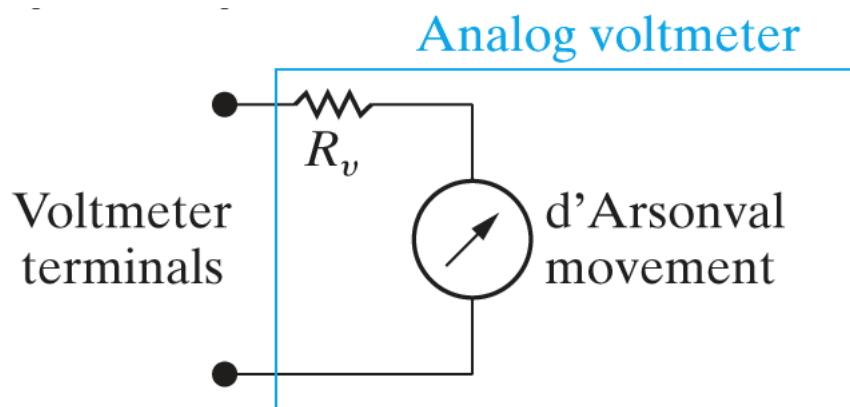 Analog voltmeter
R_v
Voltmeter
terminals
d’Arsonval
movement